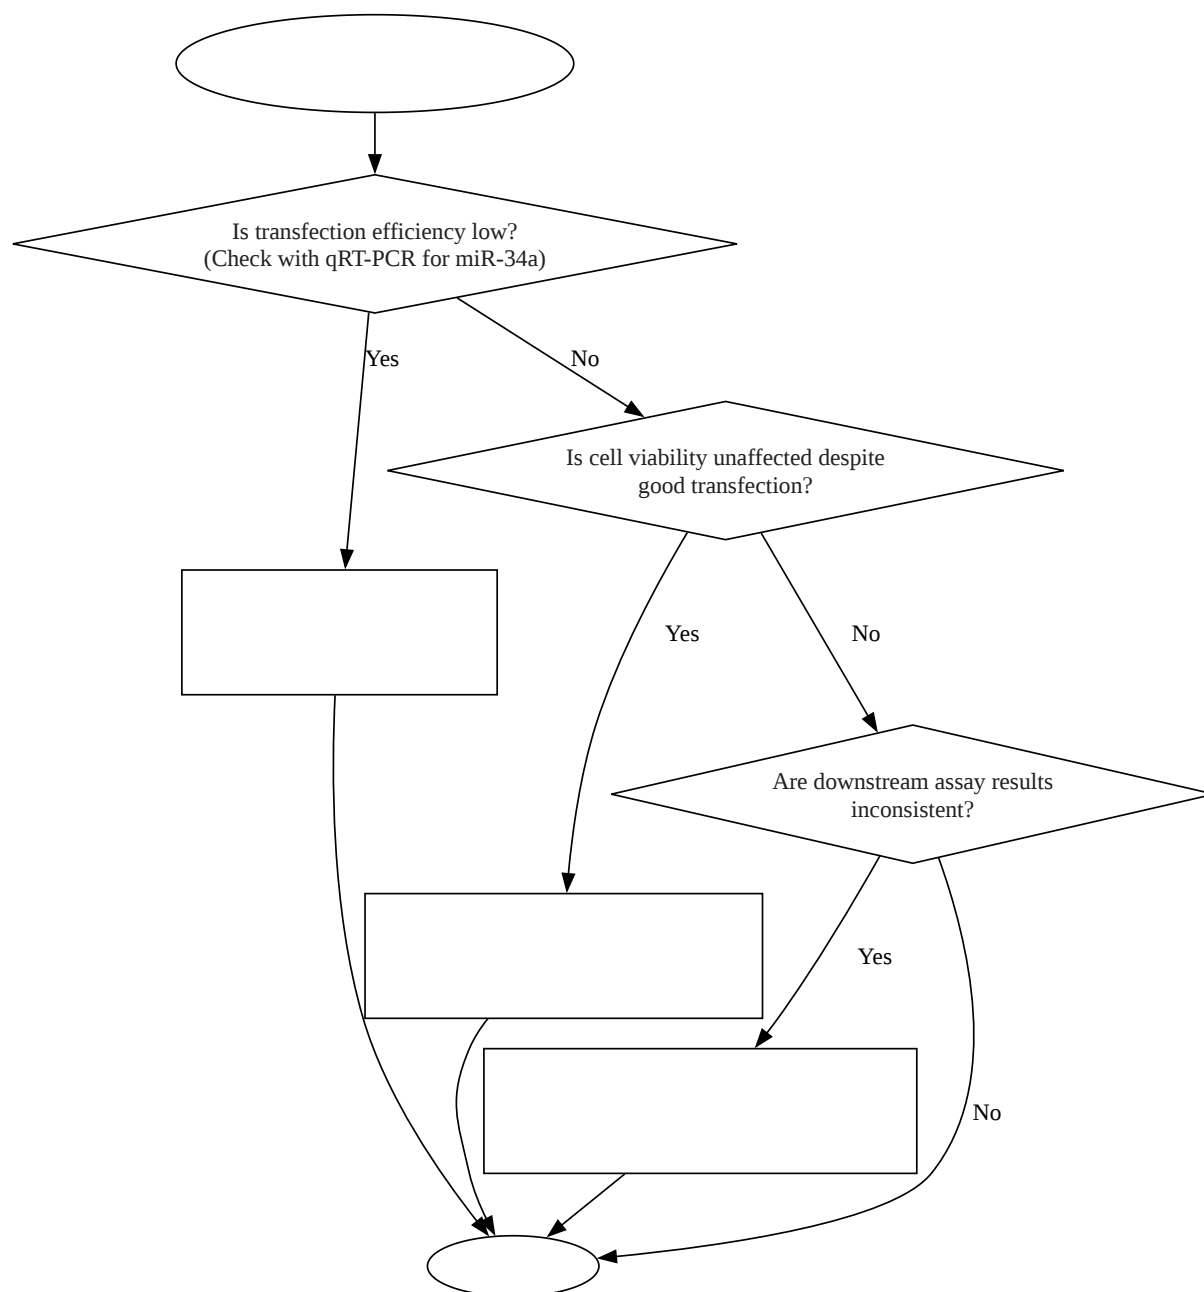 Is transfection efficiency low?
(Check with qRT-PCR for miR-34a)
Yes
No
Is cell viability unaffected despite
good transfection?
Yes
No
Are downstream assay results
inconsistent?
Yes
No